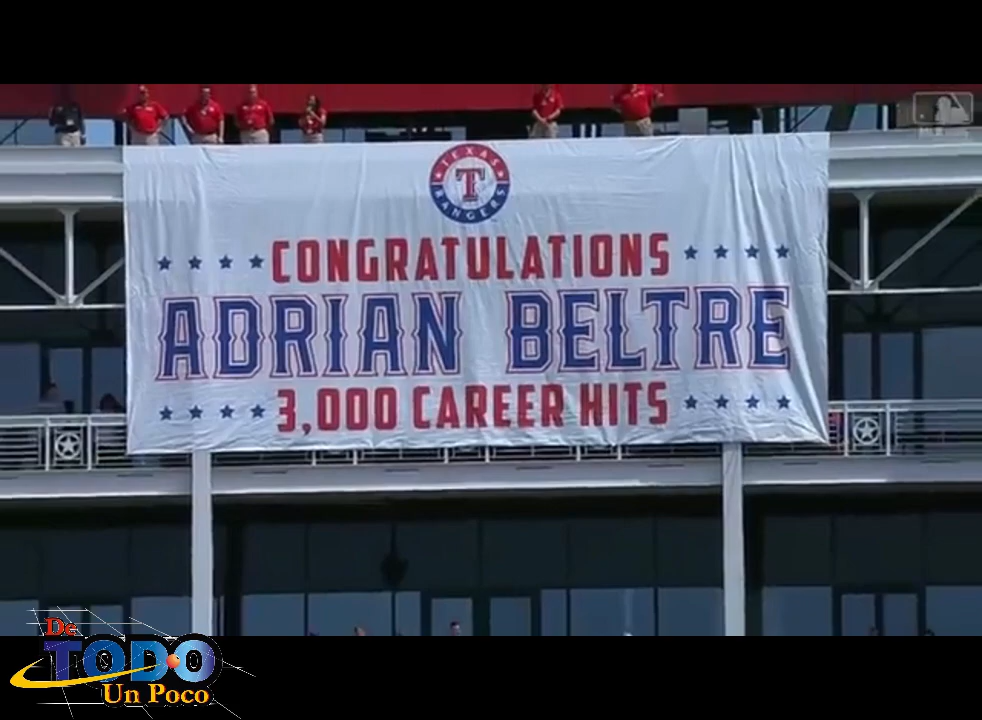 TEXAS
T
RANGERS
CONGRATULATIONS
ADRIAN BELTRE
3,000 CAREER HITS
De
TODO
Un Poco